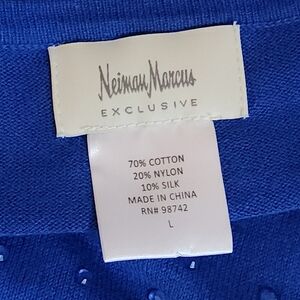 Neiman Marcus
EXCLUSIVE
70% COTTON
20% NYLON
10% SILK
MADE IN CHINA
RN# 98742
L